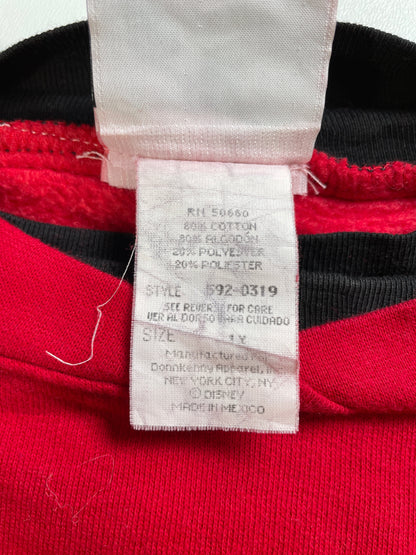 RN 50660
80% COTTON
80% ALGODON
20% POLYESTER
20% POLIESTER
STYLE 592-0319
SEE REVERSE FOR CARE
VER AL DORSO PARA CUIDADO
SIZE 1X
Manufactured For
Donnkenny Apparel, Inc.
NEW YORK CITY, NY
© DISNEY
MADE IN MEXICO